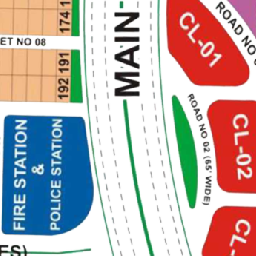 174 1
ET NO 08
192 191
MAIN
CL-01
ROAD NO
ROAD NO 02 (65' WIDE)
CL-02
CL-
FIRE STATION
&
POLICE STATION
ES)